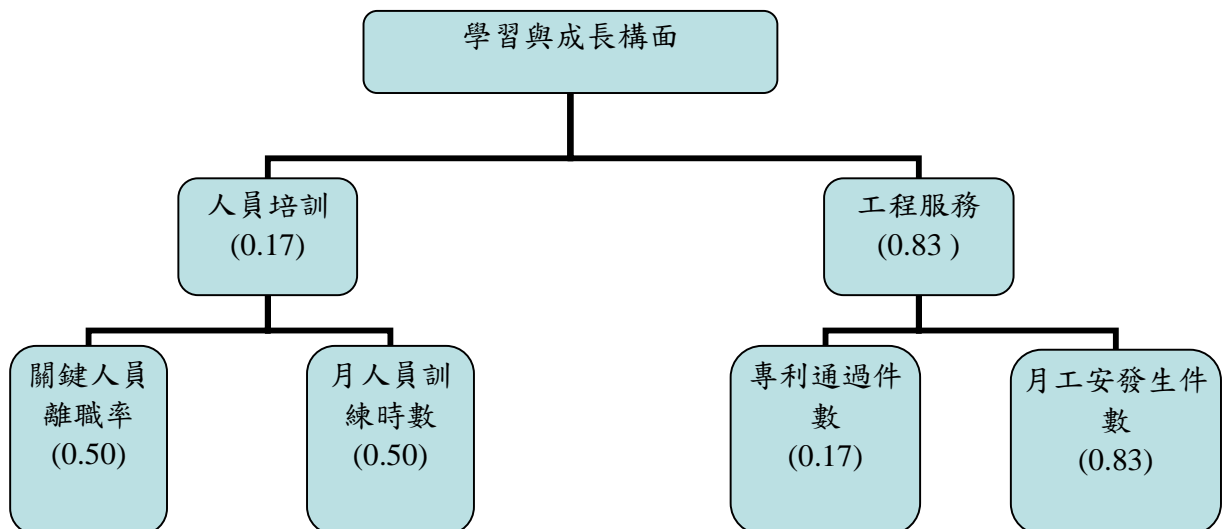 學習與成長構面
人員培訓
(0.17)
工程服務
(0.83 )
關鍵人員
離職率
(0.50)
月人員訓
練時數
(0.50)
專利通過件
數
(0.17)
月工安發生件
數
(0.83)